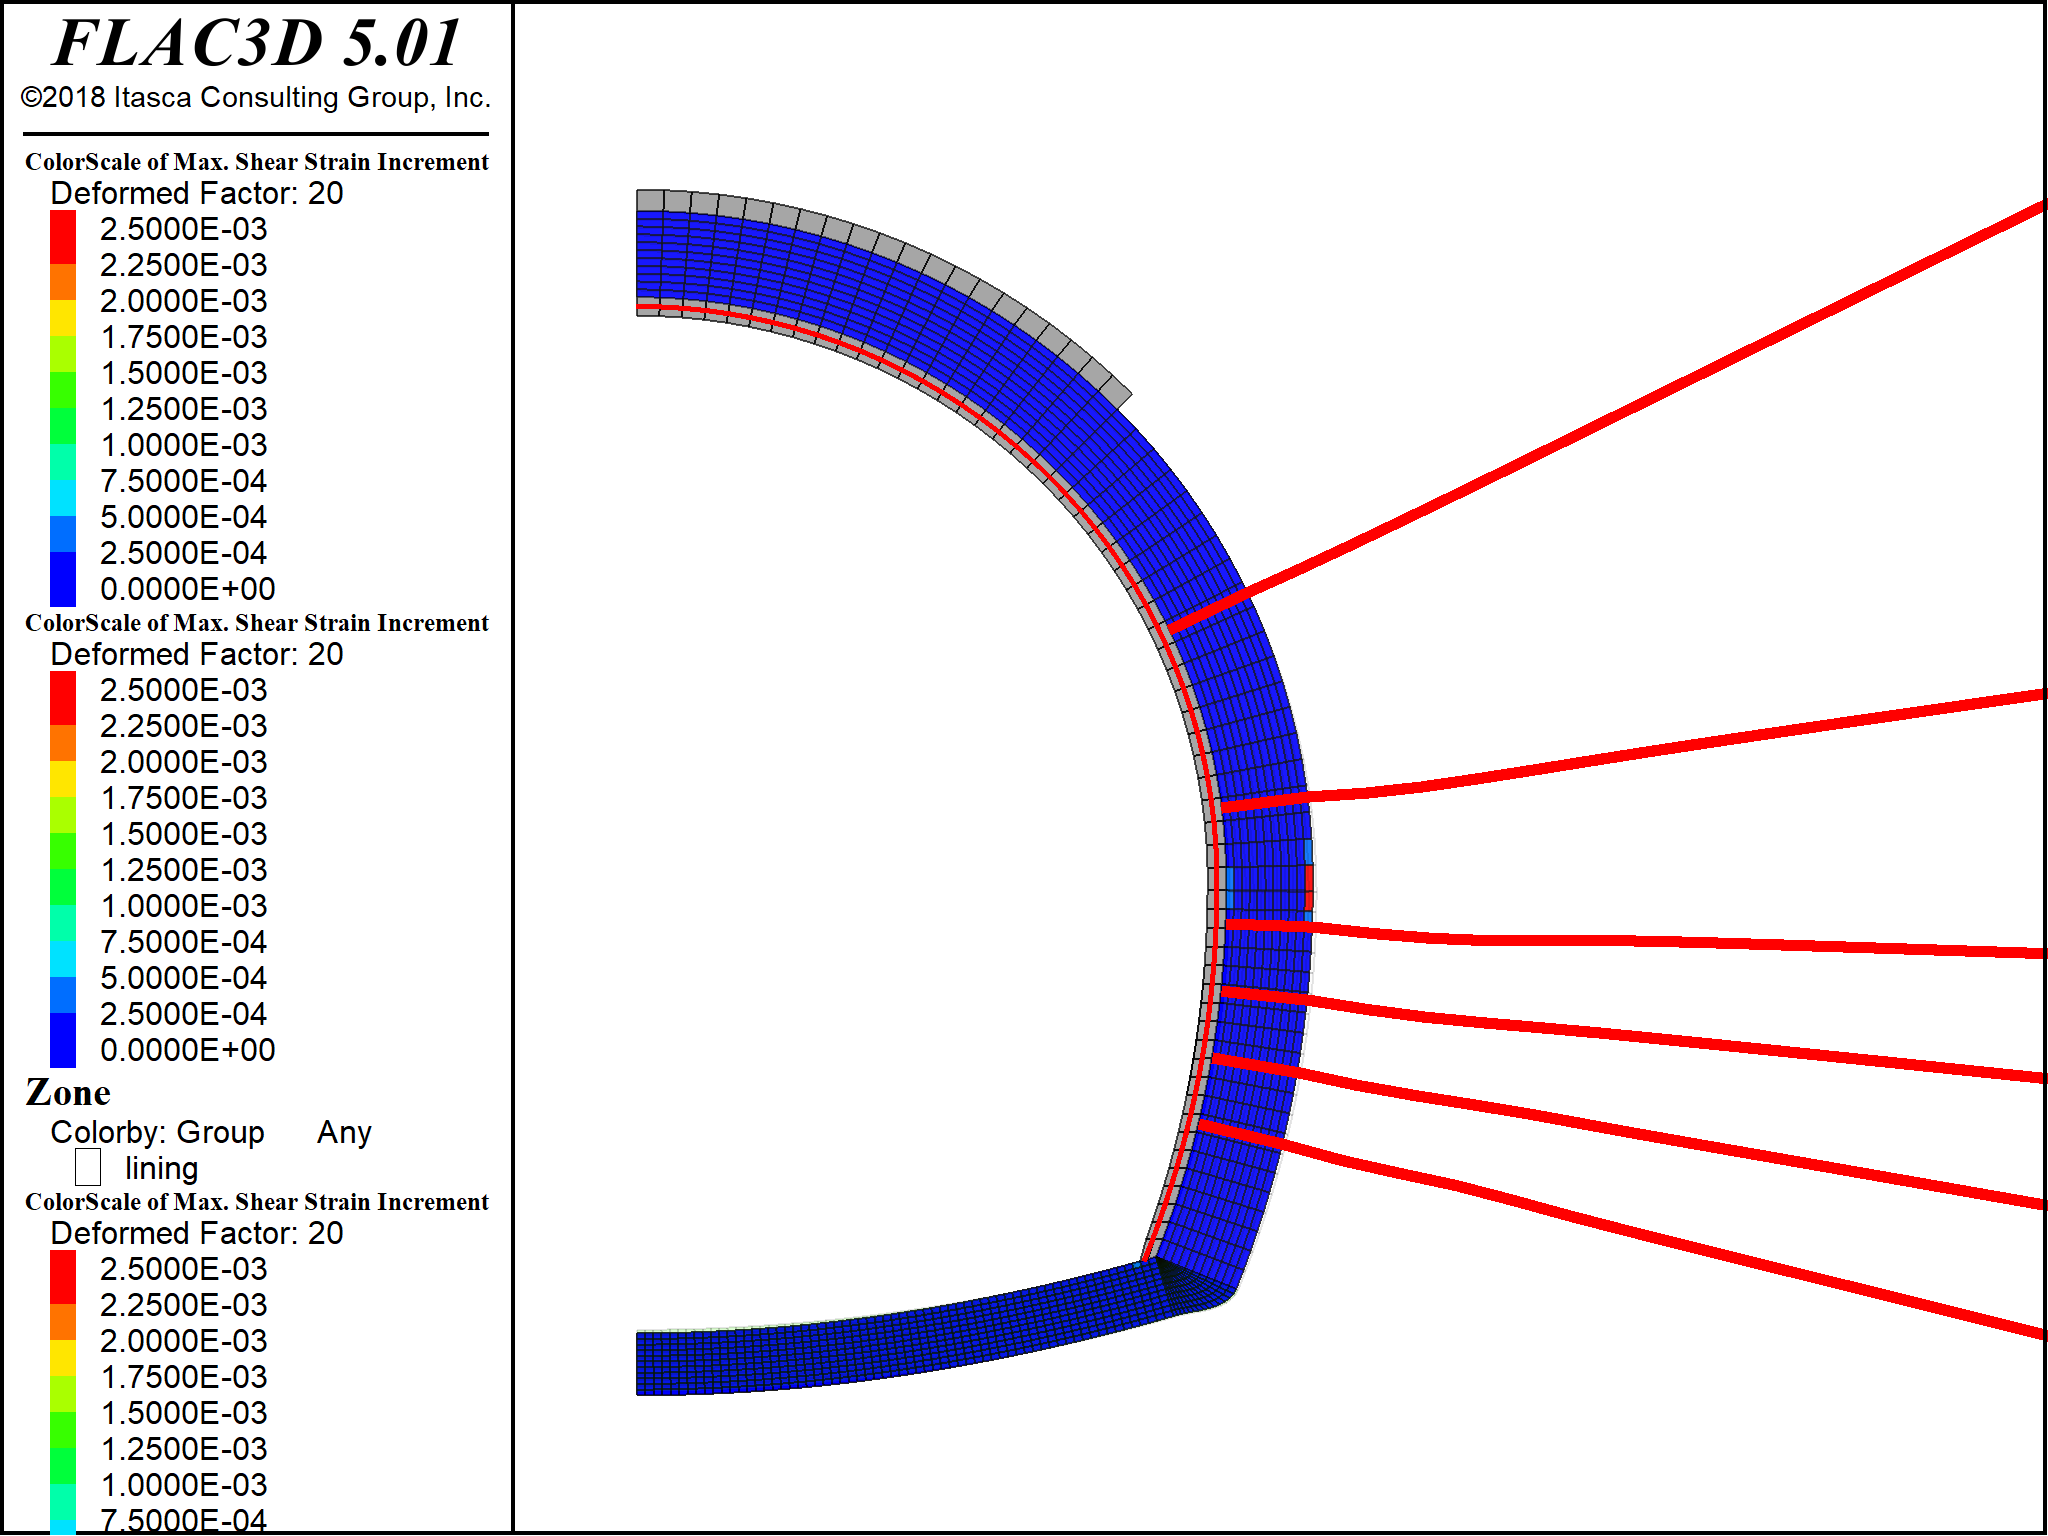 FLAC3D 5.01
©2018 Itasca Consulting Group, Inc.
ColorScale of Max. Shear Strain Increment
Deformed Factor: 20
2.5000E-03
2.2500E-03
2.0000E-03
1.7500E-03
1.5000E-03
1.2500E-03
1.0000E-03
7.5000E-04
5.0000E-04
2.5000E-04
0.0000E+00
ColorScale of Max. Shear Strain Increment
Deformed Factor: 20
2.5000E-03
2.2500E-03
2.0000E-03
1.7500E-03
1.5000E-03
1.2500E-03
1.0000E-03
7.5000E-04
5.0000E-04
2.5000E-04
0.0000E+00
Zone
Colorby: Group Any
lining
ColorScale of Max. Shear Strain Increment
Deformed Factor: 20
2.5000E-03
2.2500E-03
2.0000E-03
1.7500E-03
1.5000E-03
1.2500E-03
1.0000E-03
7.5000E-04